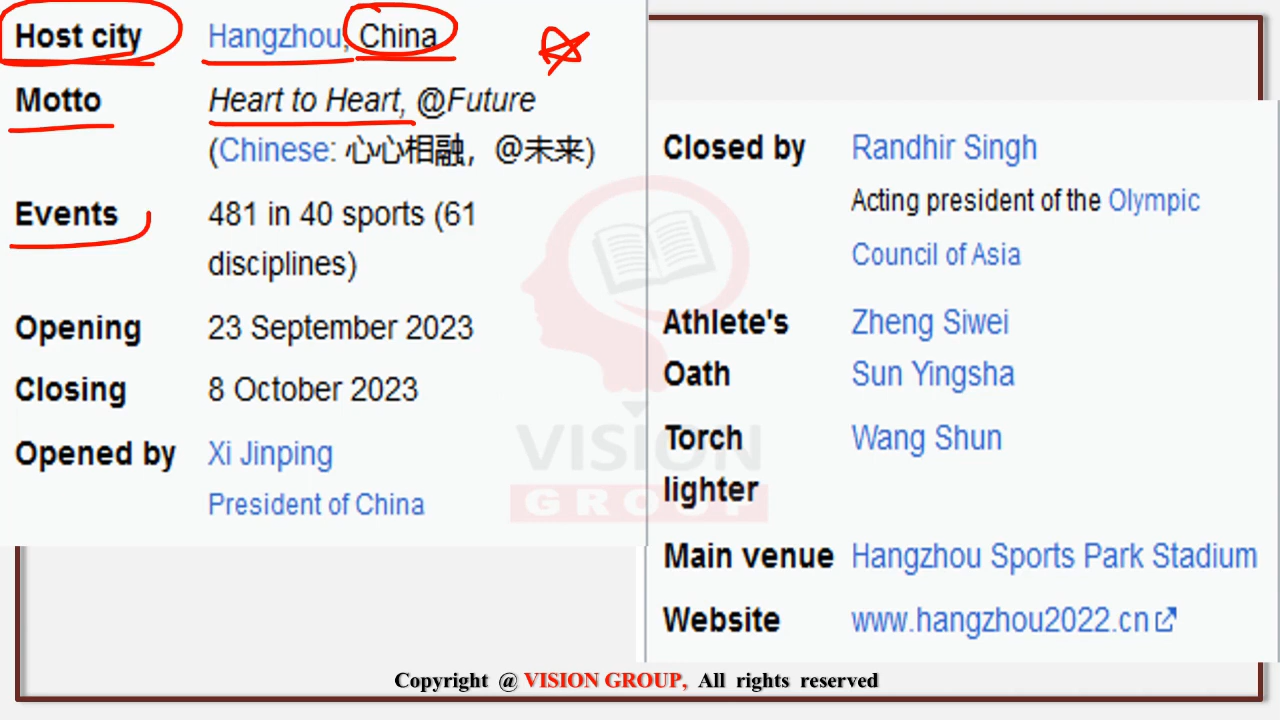 Host city Hangzhou, China
Motto Heart to Heart, @Future
(Chinese: 心心相融，@未来)
Events 481 in 40 sports (61
disciplines)
Opening 23 September 2023
Closing 8 October 2023
Opened by Xi Jinping
President of China
Closed by Randhir Singh
Acting president of the Olympic
Council of Asia
Athlete's Zheng Siwei
Oath Sun Yingsha
Torch Wang Shun
lighter
Main venue Hangzhou Sports Park Stadium
Website www.hangzhou2022.cn
VISION
GROUP
Copyright @ VISION GROUP, All rights reserved